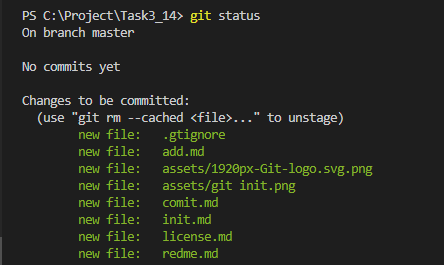 PS C:\Project\Task3_14> git status
On branch master
No commits yet
Changes to be committed:
(use "git rm --cached <file>..." to unstage)
new file: .gtignore
new file: add.md
new file: assets/1920px-Git-logo.svg.png
new file: assets/git init.png
new file: comit.md
new file: init.md
new file: license.md
new file: redme.md